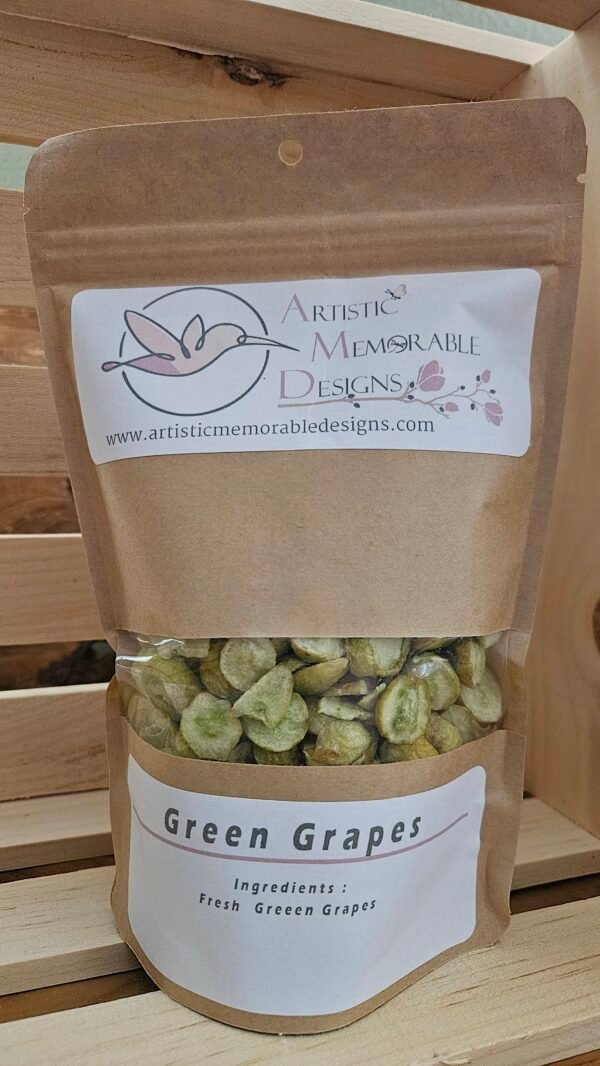 ARTISTIC
MEMORABLE
DESIGNS
www.artisticmemorabledesigns.com
Green Grapes
Ingredients :
Fresh Greeen Grapes